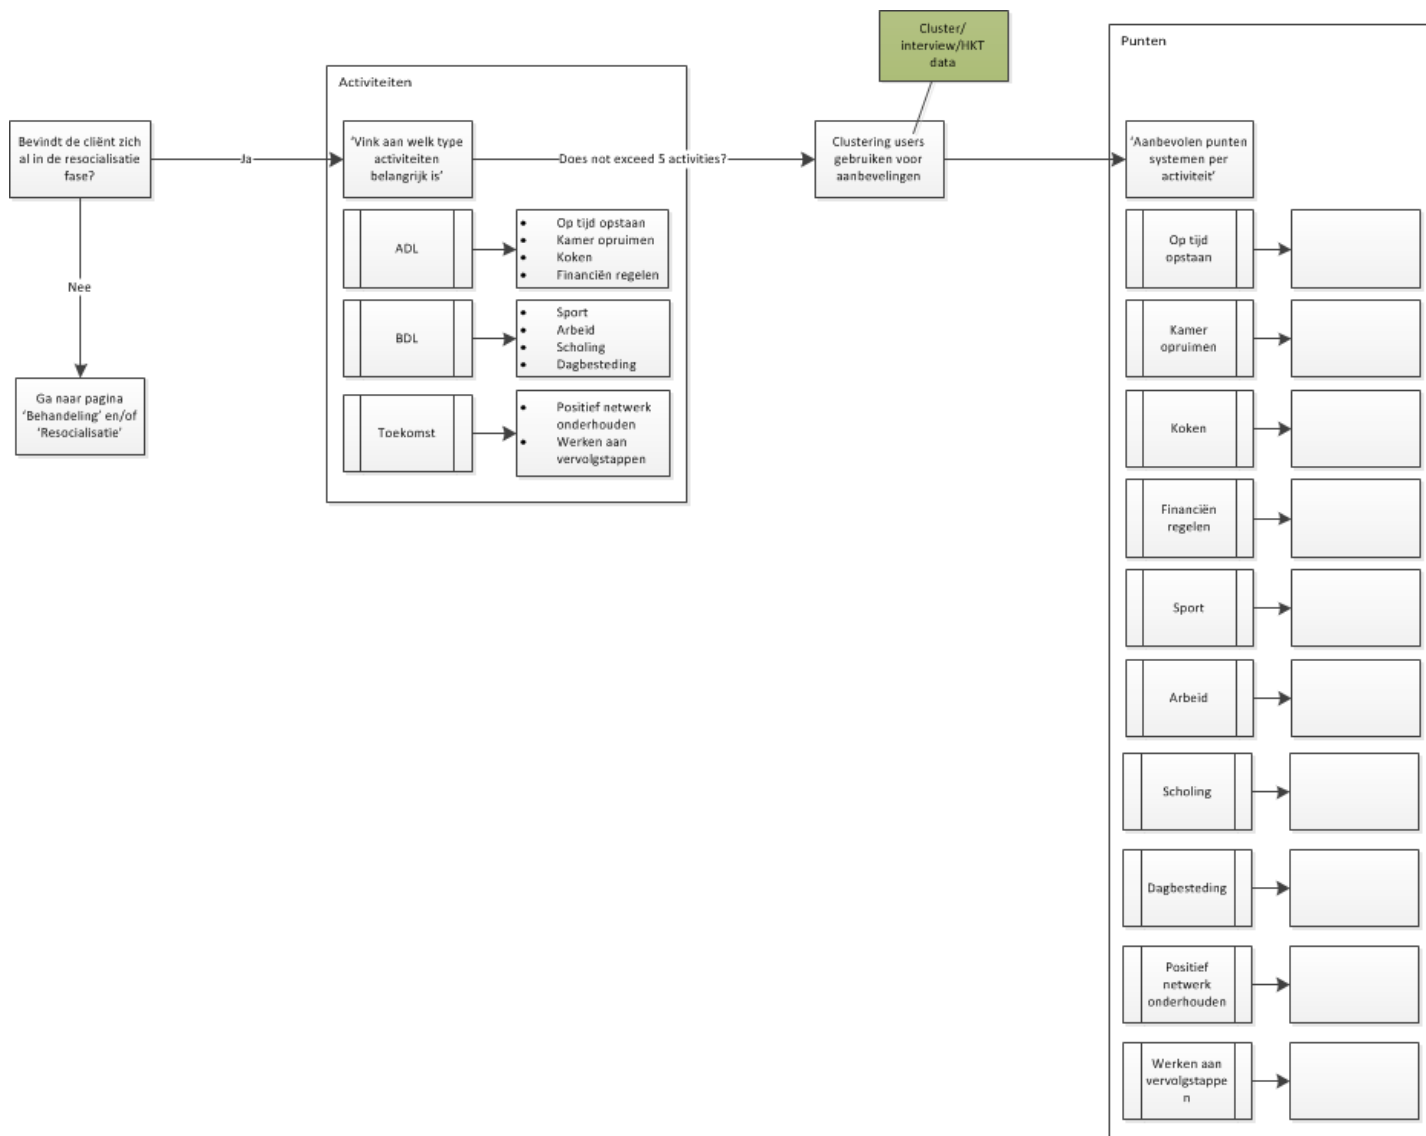 Cluster/
interview/HKT
data
Punten
Activiteiten
Bevindt de cliënt zich
al in de resocialisatie
fase?
Ja
'Vink aan welk type
activiteiten
belangrijk is'
Does not exceed 5 activities?
Clustering users
gebruiken voor
aanbevelingen
'Aanbevolen punten
systemen per
activiteit'
Nee
Ga naar pagina
'Behandeling' en/of
'Resocialisatie'
ADL
• Op tijd opstaan
• Kamer opruimen
• Koken
• Financiën regelen
BDL
• Sport
• Arbeid
• Scholing
• Dagbesteding
Toekomst
• Positief netwerk
onderhouden
• Werken aan
vervolgstappen
Op tijd
opstaan
Kamer
opruimen
Koken
Financiën
regelen
Sport
Arbeid
Scholing
Dagbesteding
Positief
netwerk
onderhouden
Werken aan
vervolgstappe
n